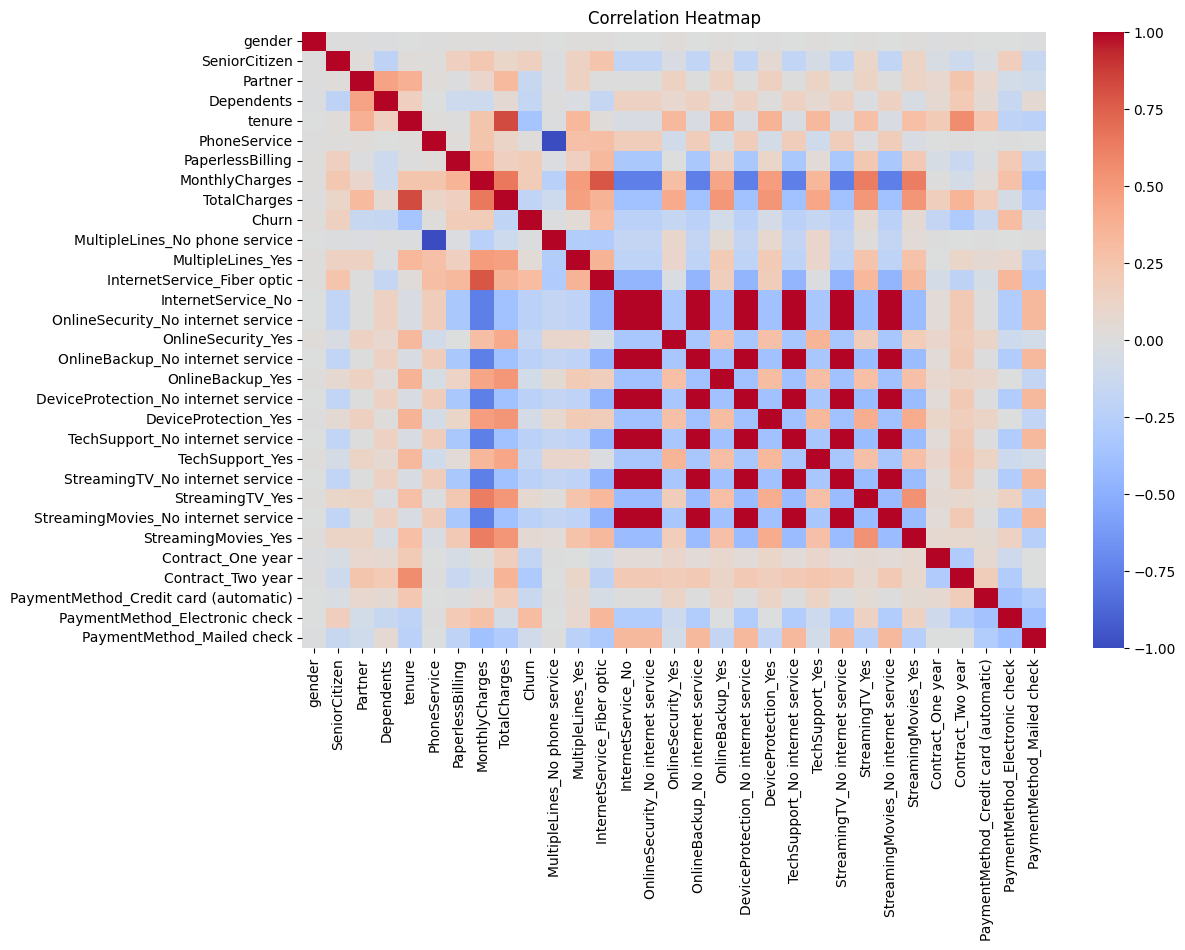 Correlation Heatmap
gender
SeniorCitizen
Partner
Dependents
tenure
PhoneService
PaperlessBilling
MonthlyCharges
TotalCharges
Churn
MultipleLines_No phone service
MultipleLines_Yes
InternetService_Fiber optic
InternetService_No
OnlineSecurity_No internet service
OnlineSecurity_Yes
OnlineBackup_No internet service
OnlineBackup_Yes
DeviceProtection_No internet service
DeviceProtection_Yes
TechSupport_No internet service
TechSupport_Yes
StreamingTV_No internet service
StreamingTV_Yes
StreamingMovies_No internet service
StreamingMovies_Yes
Contract_One year
Contract_Two year
PaymentMethod_Credit card (automatic)
PaymentMethod_Electronic check
PaymentMethod_Mailed check
gender
SeniorCitizen
Partner
Dependents
tenure
PhoneService
PaperlessBilling
MonthlyCharges
TotalCharges
Churn
MultipleLines_No phone service
MultipleLines_Yes
InternetService_Fiber optic
InternetService_No
OnlineSecurity_No internet service
OnlineSecurity_Yes
OnlineBackup_No internet service
OnlineBackup_Yes
DeviceProtection_No internet service
DeviceProtection_Yes
TechSupport_No internet service
TechSupport_Yes
StreamingTV_No internet service
StreamingTV_Yes
StreamingMovies_No internet service
StreamingMovies_Yes
Contract_One year
Contract_Two year
PaymentMethod_Credit card (automatic)
PaymentMethod_Electronic check
PaymentMethod_Mailed check
1.00
0.75
0.50
0.25
0.00
−0.25
−0.50
−0.75
−1.00